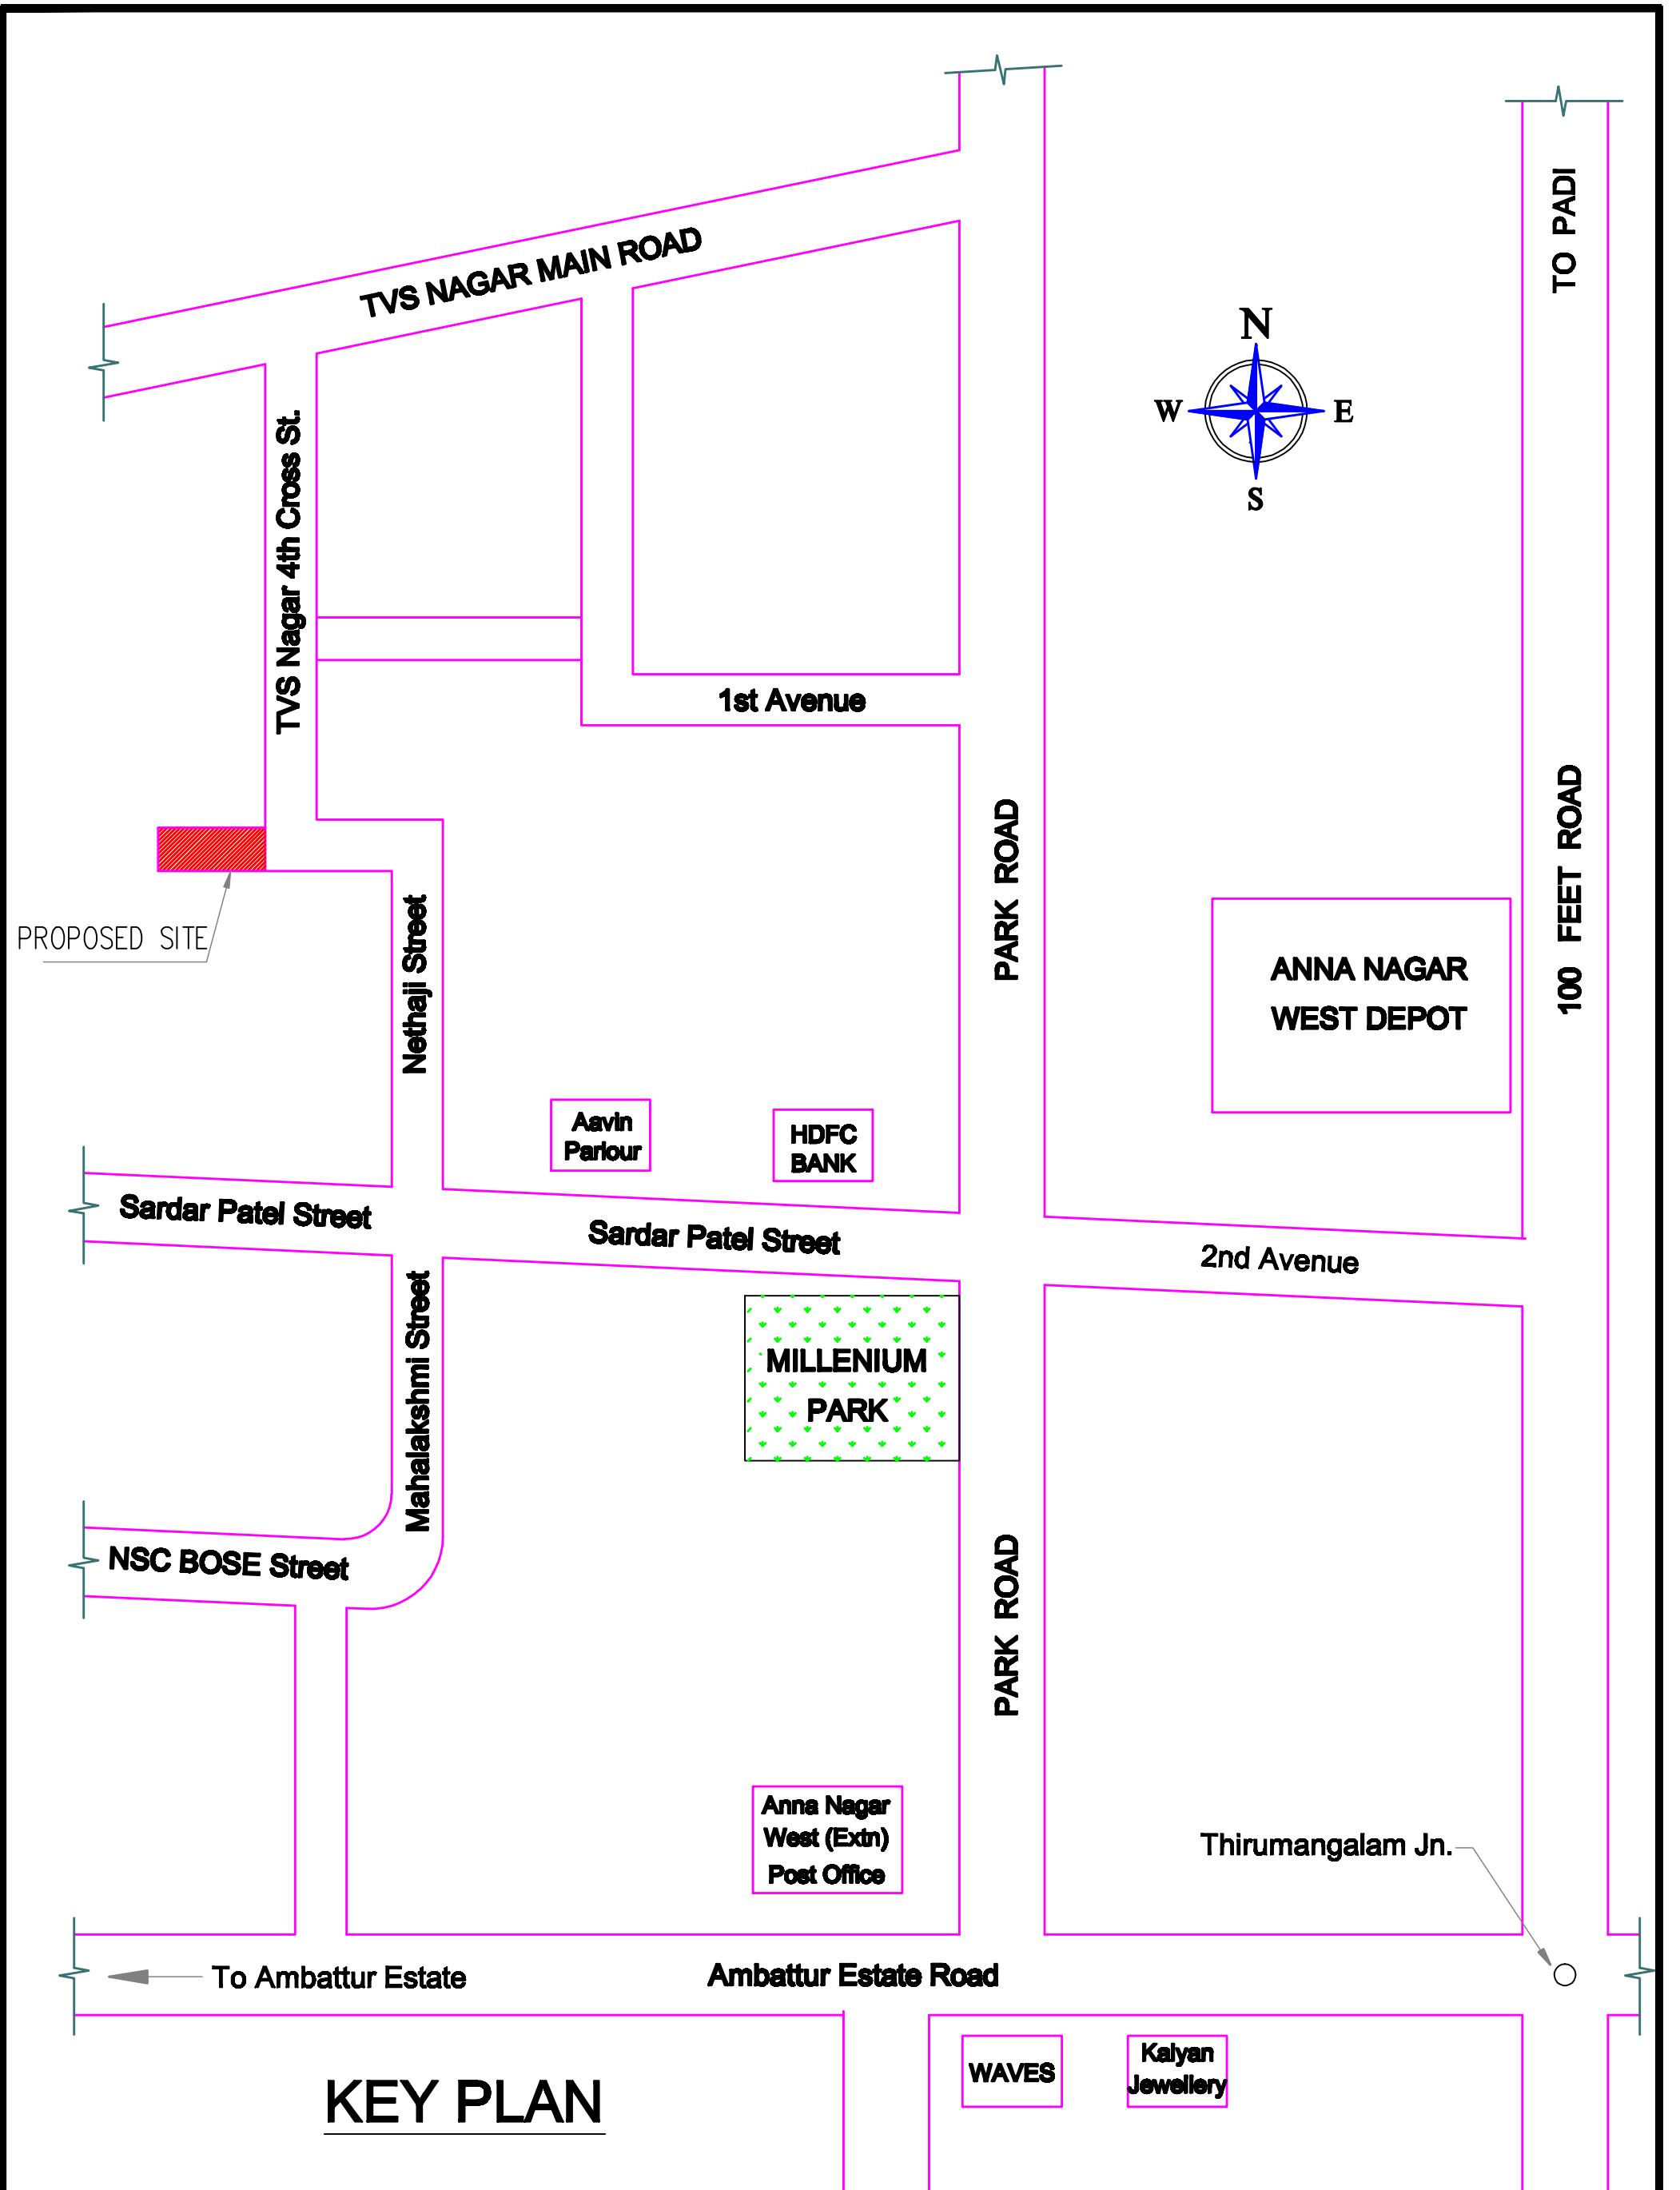 TO PADI
TVS NAGAR MAIN ROAD
N
W
E
S
TVS Nagar 4th Cross St.
1st Avenue
PARK ROAD
100 FEET ROAD
PROPOSED SITE
Nethaji Street
ANNA NAGAR
WEST DEPOT
Aavin
Parlour
HDFC
BANK
Sardar Patel Street
Sardar Patel Street
2nd Avenue
Mahalakshmi Street
MILLENIUM
PARK
NSC BOSE Street
PARK ROAD
Anna Nagar
West (Extn)
Post Office
Thirumangalam Jn.
To Ambattur Estate
Ambattur Estate Road
WAVES
Kalyan
Jewellery
KEY PLAN